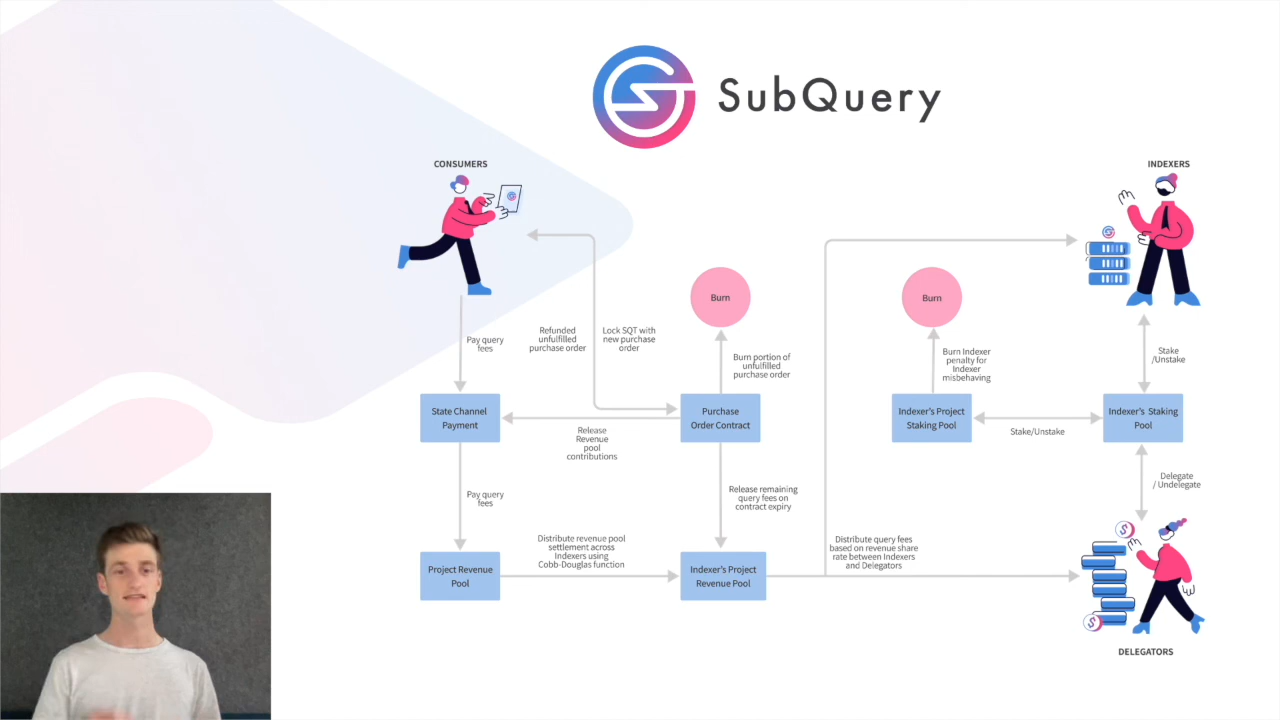 SubQuery
CONSUMERS
INDEXERS
Burn
Burn
Pay query
fees
Refunded
unfulfilled
purchase order
Lock SQT with
new purchase
order
Burn portion of
unfulfilled
purchase order
Burn Indexer
penalty for
Indexer
misbehaving
Stake
/Unstake
State Channel
Payment
Purchase
Order Contract
Indexer's Project
Staking Pool
Indexer's Staking
Pool
Release
Revenue
pool
contributions
Stake/Unstake
Pay query
fees
Release remaining
query fees on
contract expiry
Delegate
/ Undelegate
Distribute revenue pool
settlement across
Indexers using
Cobb-Douglas function
Distribute query fees
based on revenue share
rate between Indexers
and Delegators
Project Revenue
Pool
Indexer's Project
Revenue Pool
$
$
DELEGATORS